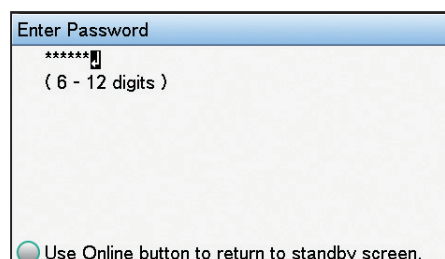 Enter Password
******↲
( 6 - 12 digits )
Use Online button to return to standby screen.